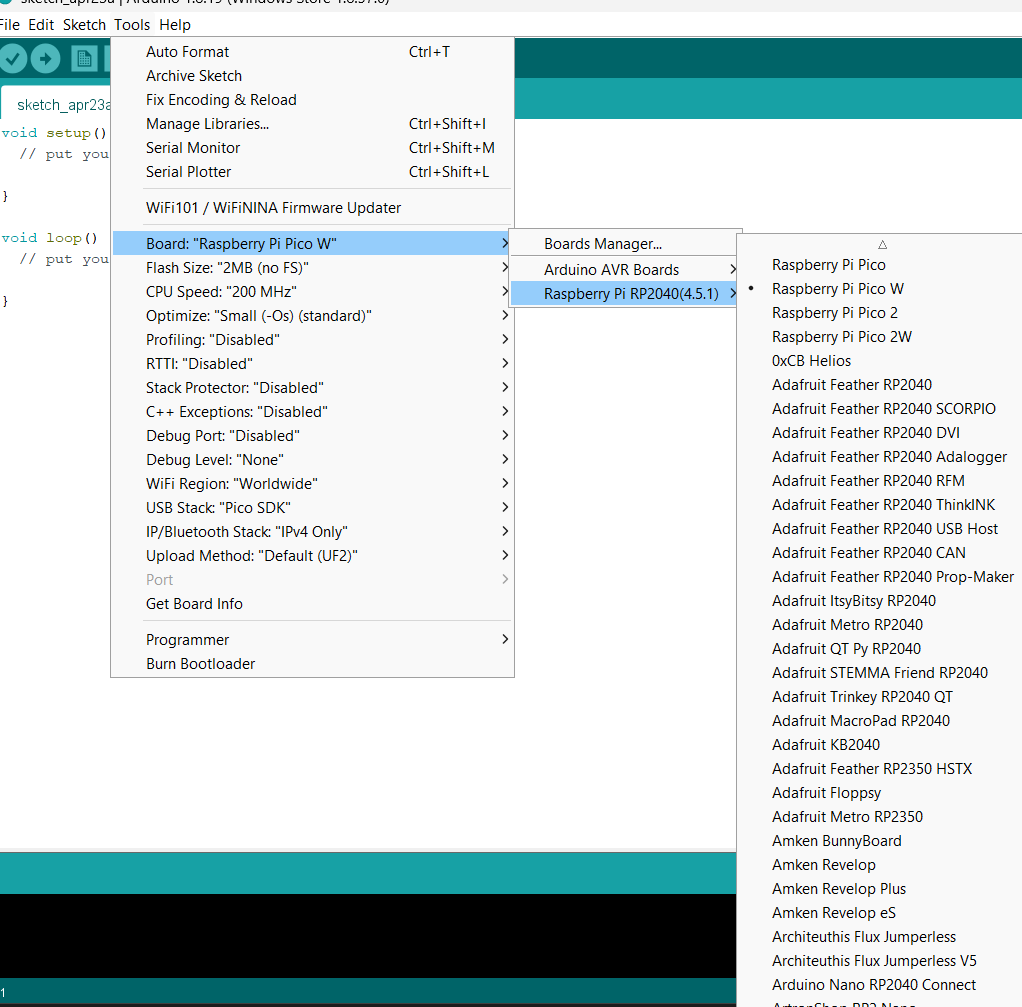 sketch_apr23a | Arduino 1.8.19 (Windows Store 1.8.57.0)
File Edit Sketch Tools Help
sketch_apr23a
void setup()
// put you
}
void loop()
// put you
}
Auto Format Ctrl+T
Archive Sketch
Fix Encoding & Reload
Manage Libraries... Ctrl+Shift+I
Serial Monitor Ctrl+Shift+M
Serial Plotter Ctrl+Shift+L
WiFi101 / WiFiNINA Firmware Updater
Board: "Raspberry Pi Pico W"
Flash Size: "2MB (no FS)"
CPU Speed: "200 MHz"
Optimize: "Small (-Os) (standard)"
Profiling: "Disabled"
RTTI: "Disabled"
Stack Protector: "Disabled"
C++ Exceptions: "Disabled"
Debug Port: "Disabled"
Debug Level: "None"
WiFi Region: "Worldwide"
USB Stack: "Pico SDK"
IP/Bluetooth Stack: "IPv4 Only"
Upload Method: "Default (UF2)"
Port
Get Board Info
Programmer
Burn Bootloader
Boards Manager...
Arduino AVR Boards
Raspberry Pi RP2040(4.5.1)
Raspberry Pi Pico
Raspberry Pi Pico W
Raspberry Pi Pico 2
Raspberry Pi Pico 2W
0xCB Helios
Adafruit Feather RP2040
Adafruit Feather RP2040 SCORPIO
Adafruit Feather RP2040 DVI
Adafruit Feather RP2040 Adalogger
Adafruit Feather RP2040 RFM
Adafruit Feather RP2040 ThinkINK
Adafruit Feather RP2040 USB Host
Adafruit Feather RP2040 CAN
Adafruit Feather RP2040 Prop-Maker
Adafruit ItsyBitsy RP2040
Adafruit Metro RP2040
Adafruit QT Py RP2040
Adafruit STEMMA Friend RP2040
Adafruit Trinkey RP2040 QT
Adafruit MacroPad RP2040
Adafruit KB2040
Adafruit Feather RP2350 HSTX
Adafruit Floppsy
Adafruit Metro RP2350
Amken BunnyBoard
Amken Revelop
Amken Revelop Plus
Amken Revelop eS
Architeuthis Flux Jumperless
Architeuthis Flux Jumperless V5
Arduino Nano RP2040 Connect
1